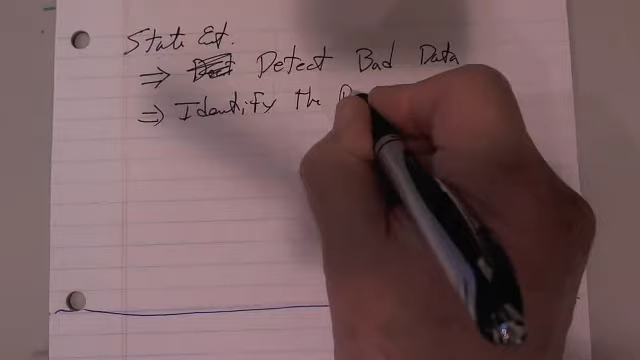 State Est.
⇒ Detect Bad Data
⇒ Identify the